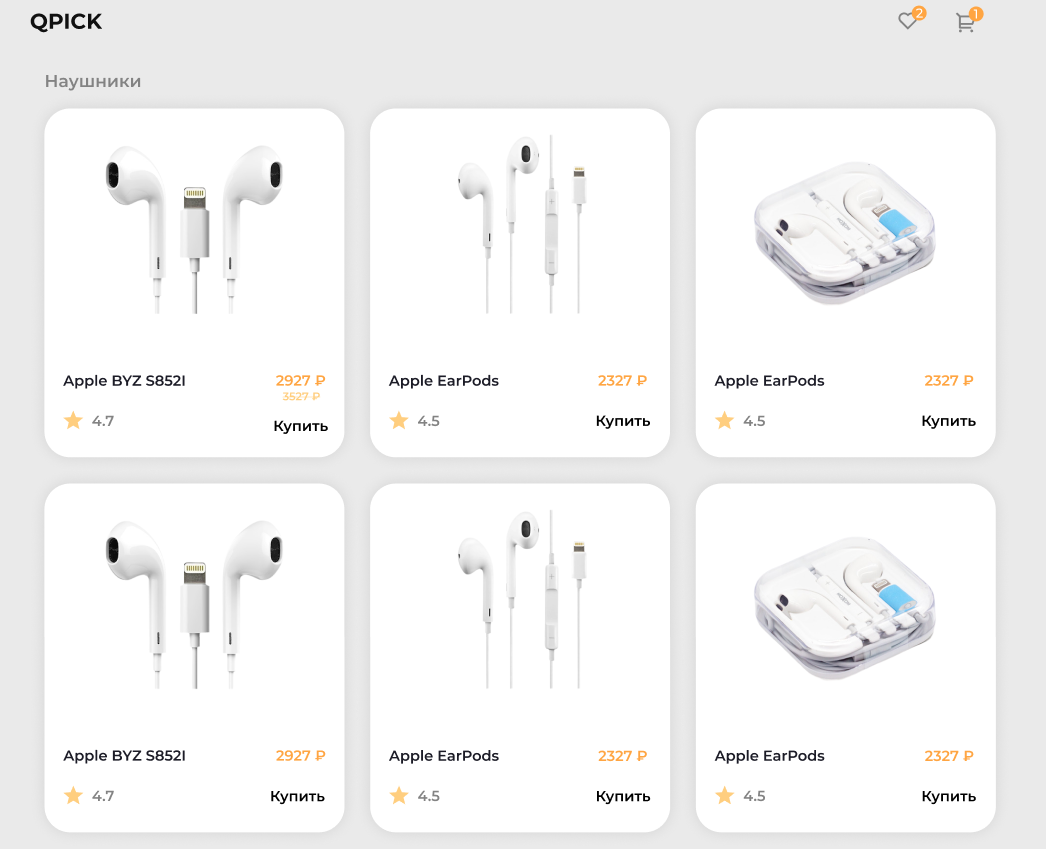 QPICK
2
1
Наушники
Apple BYZ S852I
2927 ₽
3527 ₽
4.7
Купить
Apple EarPods
2327 ₽
4.5
Купить
Apple EarPods
2327 ₽
4.5
Купить
Apple BYZ S852I
2927 ₽
4.7
Купить
Apple EarPods
2327 ₽
4.5
Купить
Apple EarPods
2327 ₽
4.5
Купить